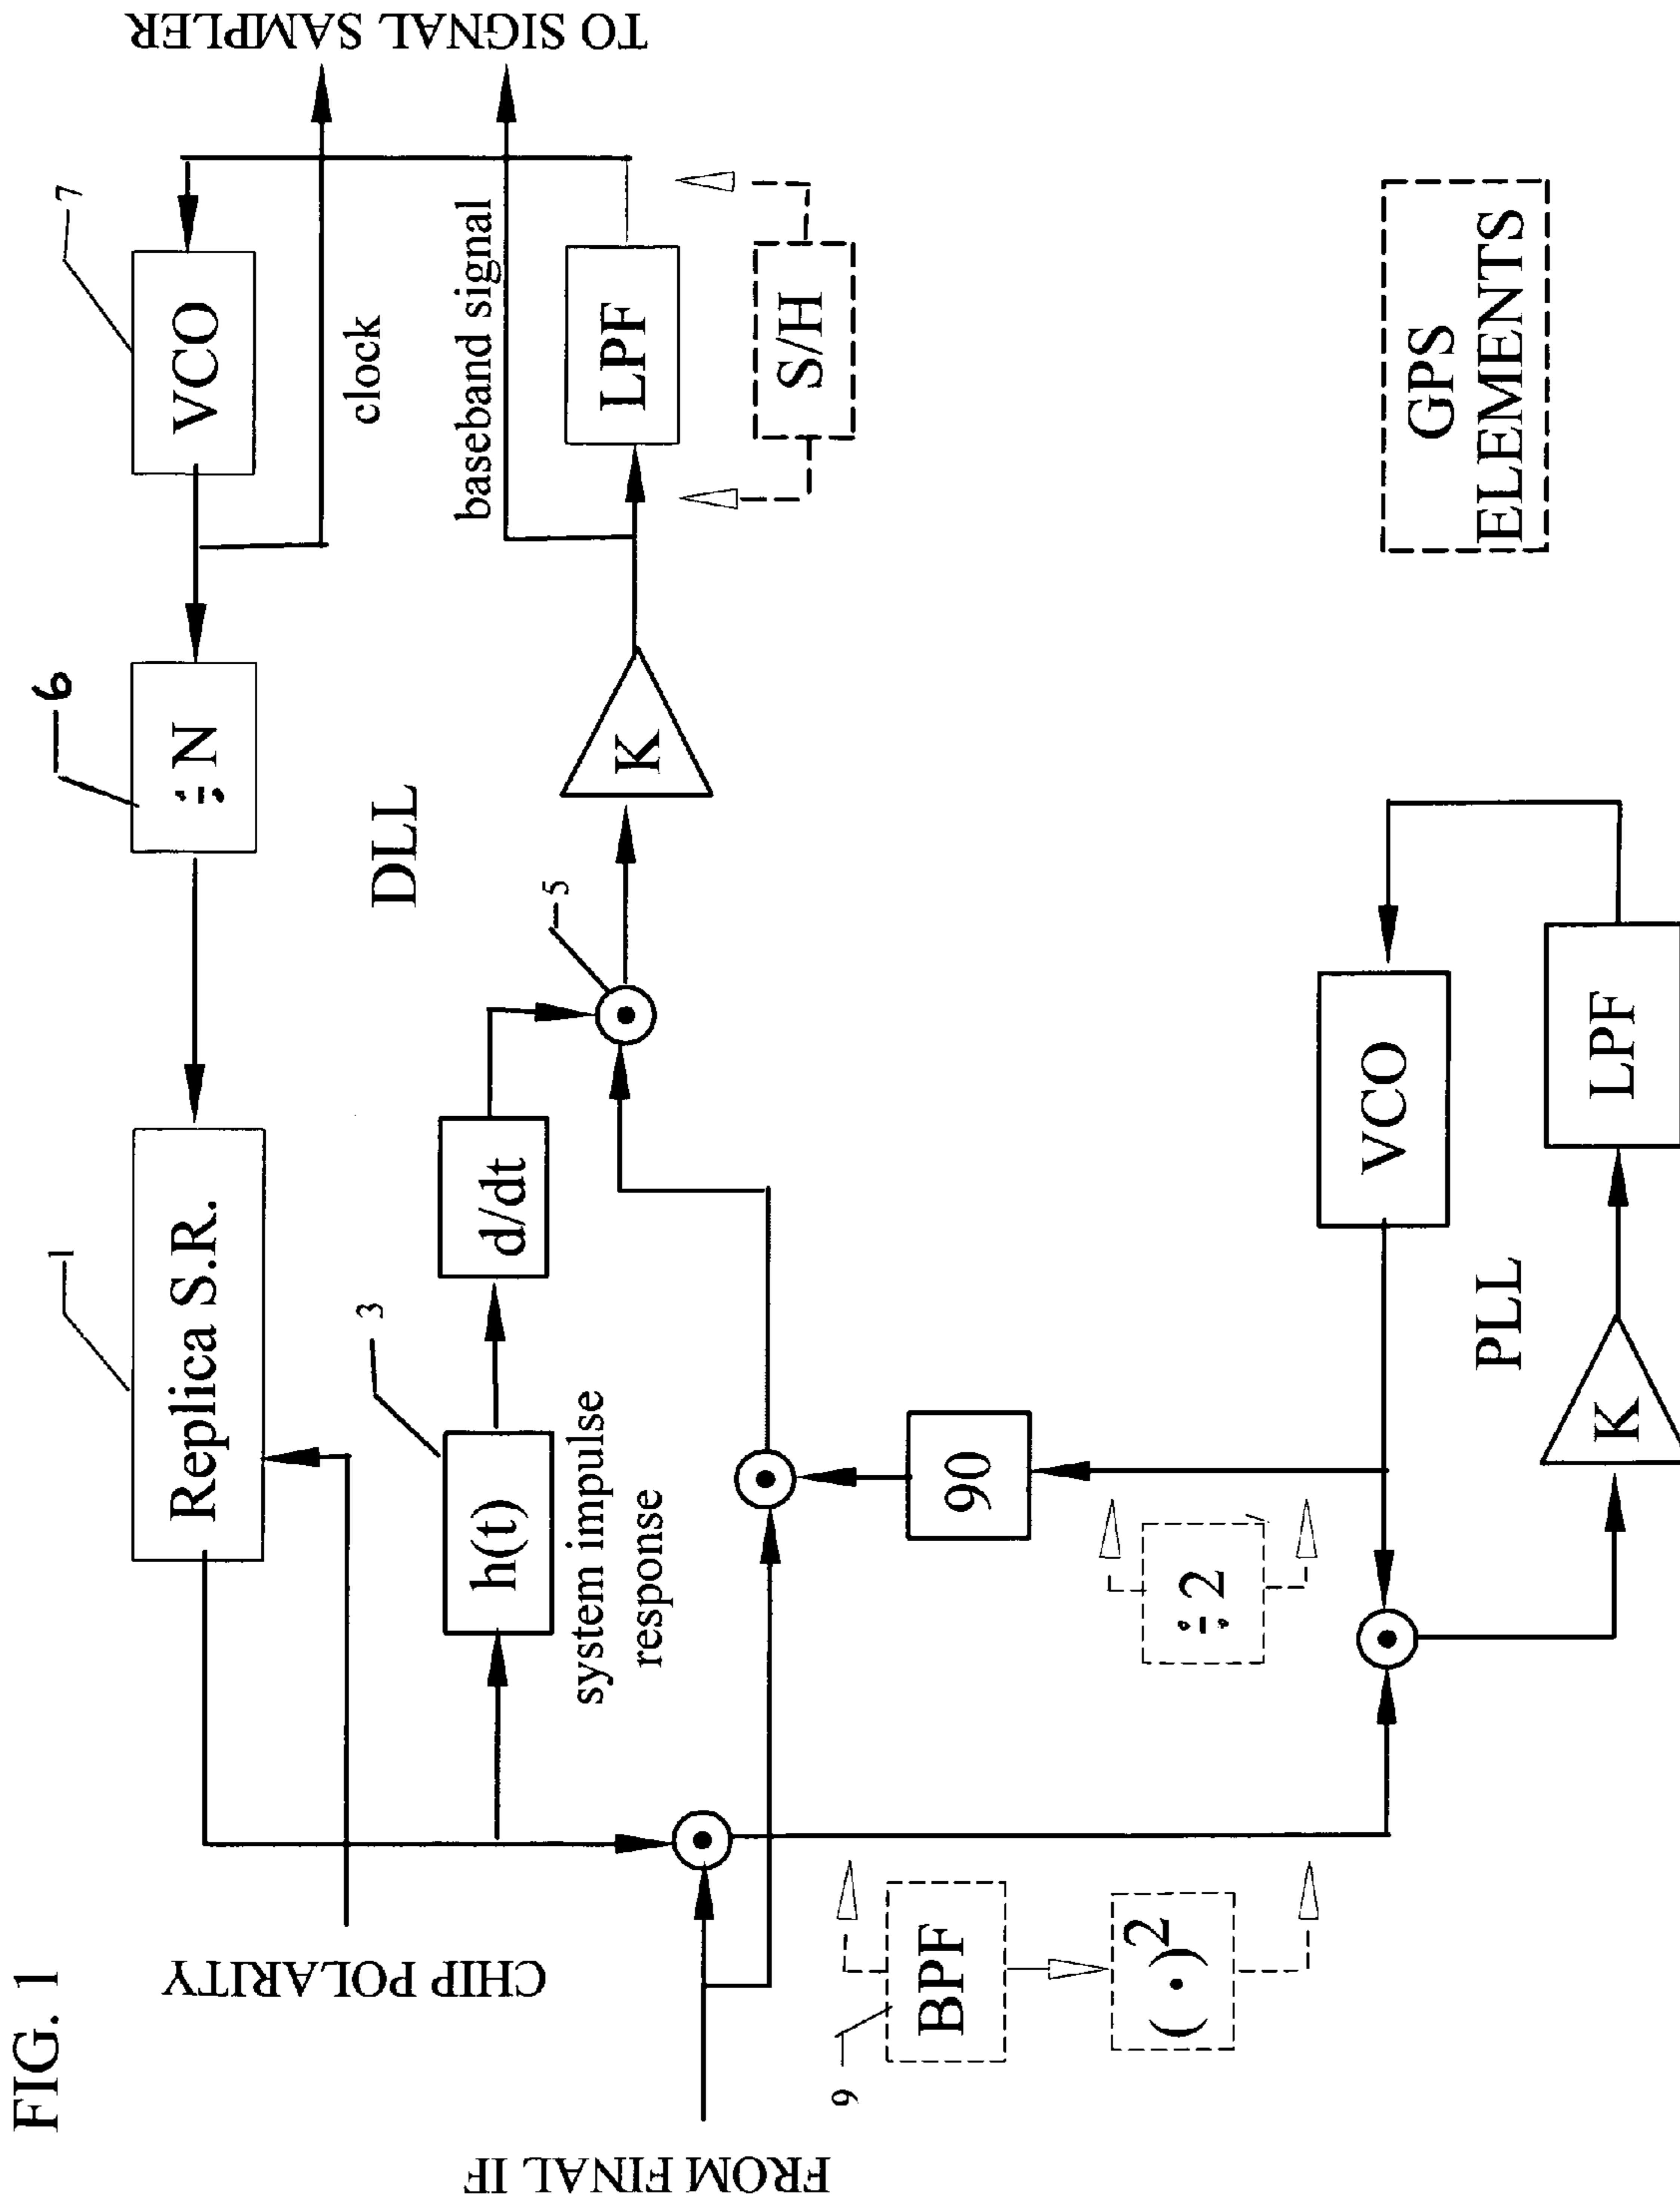 FIG. 1
1
6
7
Replica S.R.
÷N
VCO
CHIP POLARITY
clock
TO SIGNAL SAMPLER
DLL
3
h(t)
d/dt
system impulse
response
5
K
baseband signal
LPF
S/H
FROM FINAL IF
9
BPF
( • )²
90
÷2
VCO
PLL
K
LPF
GPS
ELEMENTS